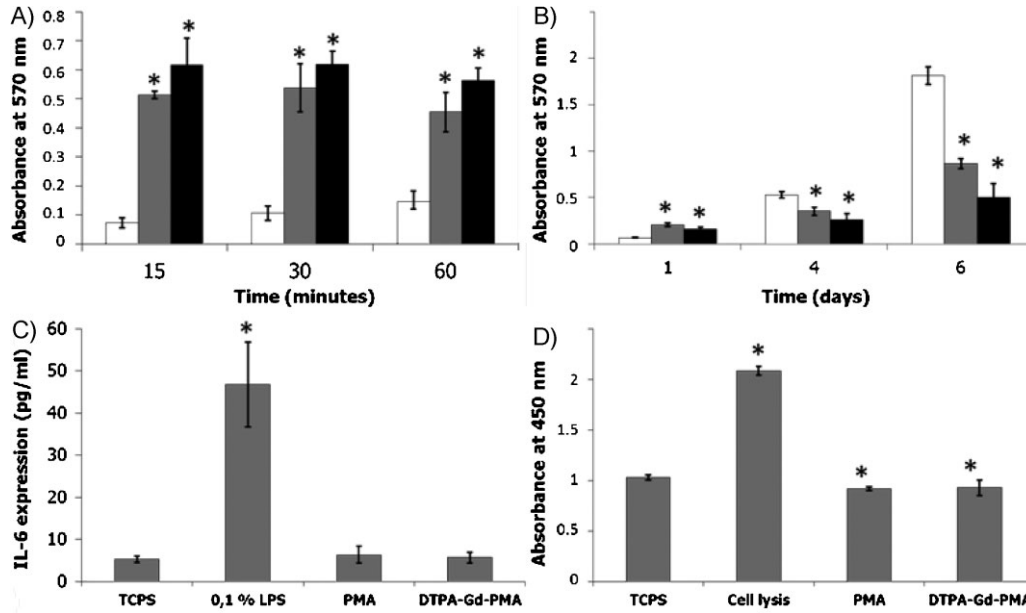 A)
Absorbance at 570 nm
0.8
0.7
0.6
0.5
0.4
0.3
0.2
0.1
0
* * * * * *
15 30 60
Time (minutes)
B)
Absorbance at 570 nm
2
1.5
1
0.5
0
* * * * * *
1 4 6
Time (days)
C)
IL-6 expression (pg/ml)
60
50
40
30
20
10
0
*
TCPS 0,1 % LPS PMA DTPA-Gd-PMA
D)
Absorbance at 450 nm
2
1.5
1
0.5
0
* * *
TCPS Cell lysis PMA DTPA-Gd-PMA